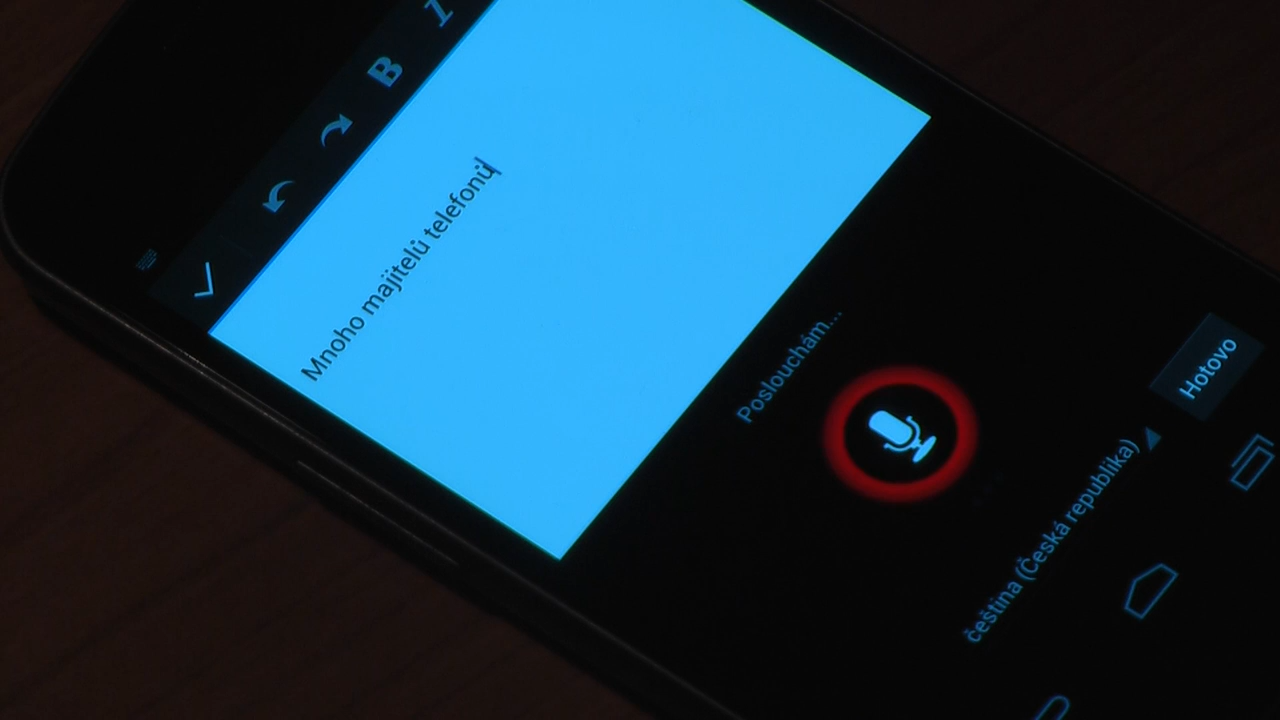 B I
Mnoho majitelů telefonů
Poslouchám...
Hotovo
čeština (Česká republika)